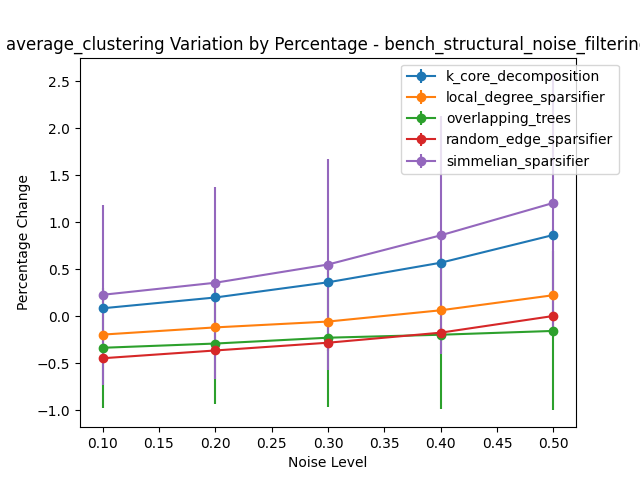 average_clustering Variation by Percentage - bench_structural_noise_filtering
k_core_decomposition
local_degree_sparsifier
overlapping_trees
random_edge_sparsifier
simmelian_sparsifier
Percentage Change
2.5
2.0
1.5
1.0
0.5
0.0
−0.5
−1.0
0.10 0.15 0.20 0.25 0.30 0.35 0.40 0.45 0.50
Noise Level